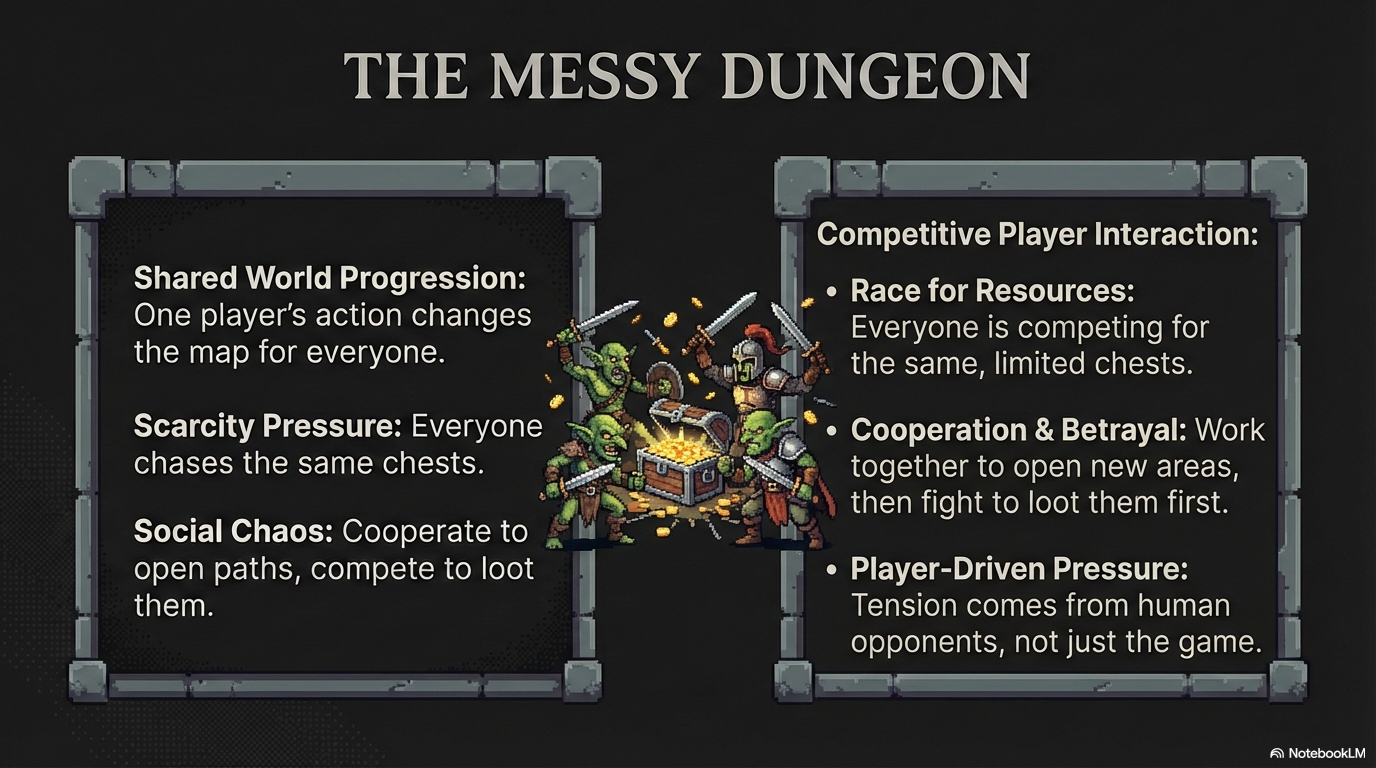 THE MESSY DUNGEON
Shared World Progression:
One player’s action changes
the map for everyone.
Scarcity Pressure: Everyone
chases the same chests.
Social Chaos: Cooperate to
open paths, compete to loot
them.
Competitive Player Interaction:
• Race for Resources:
Everyone is competing for
the same, limited chests.
• Cooperation & Betrayal: Work
together to open new areas,
then fight to loot them first.
• Player-Driven Pressure:
Tension comes from human
opponents, not just the game.
NotebookLM